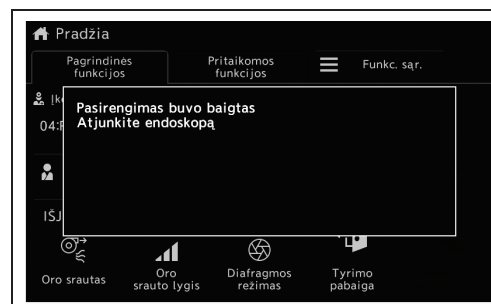 Pradžia
Pagrindinės
funkcijos
Pritaikomos
funkcijos
Funkc. sąr.
Pasirengimas buvo baigtas
Atjunkite endoskopą
04:
IŠJ
Oro srautas
Oro
srauto lygis
Diafragmos
režimas
Tyrimo
pabaiga